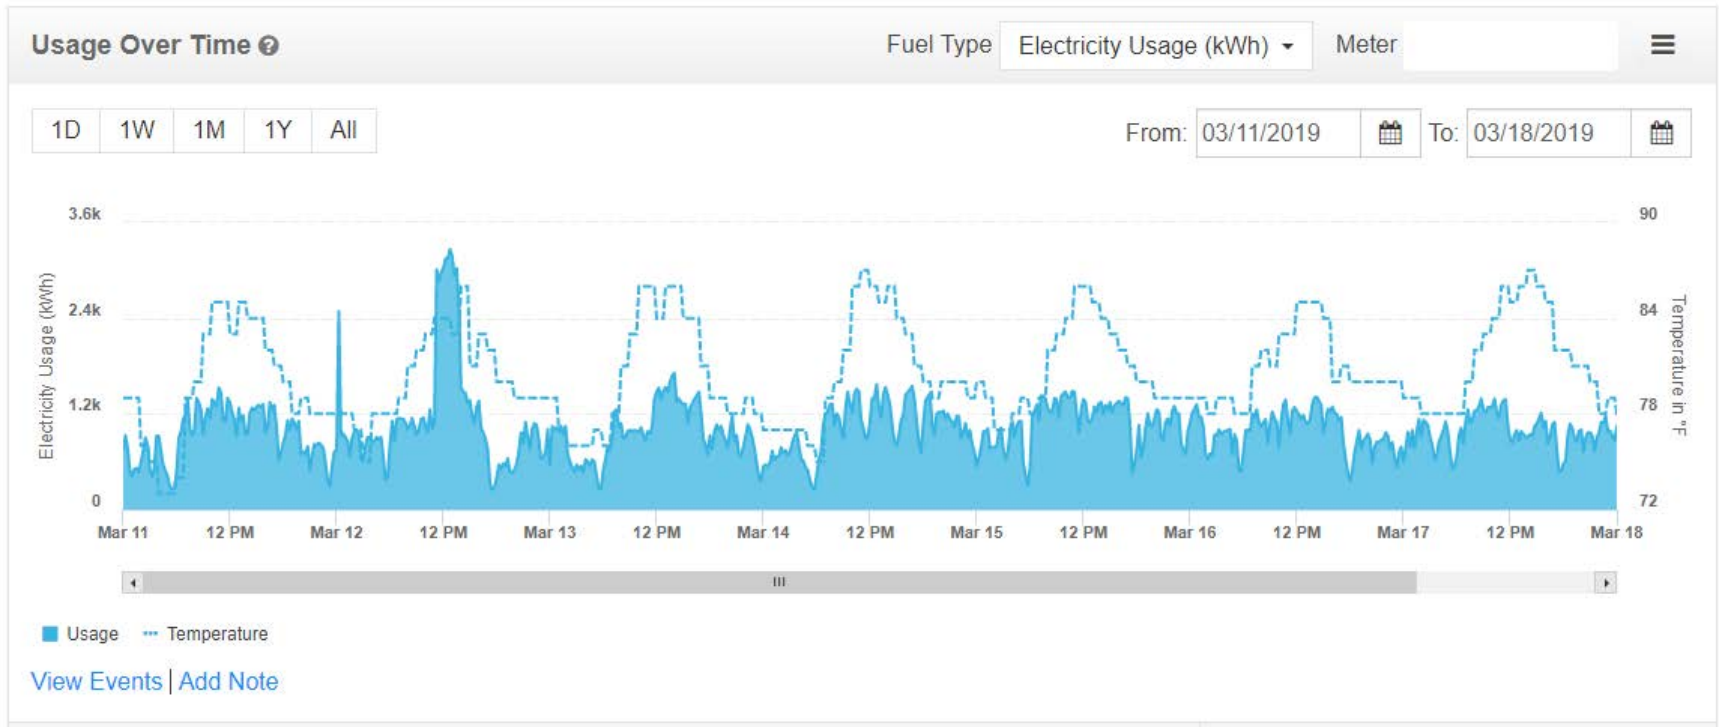 Usage Over Time ?
Fuel Type Electricity Usage (kWh) Meter
1D 1W 1M 1Y All
From: 03/11/2019 To: 03/18/2019
3.6k
2.4k
1.2k
0
Electricity Usage (kWh)
90
84
78
72
Temperature in °F
Mar 11 12 PM Mar 12 12 PM Mar 13 12 PM Mar 14 12 PM Mar 15 12 PM Mar 16 12 PM Mar 17 12 PM Mar 18
Usage Temperature
View Events | Add Note